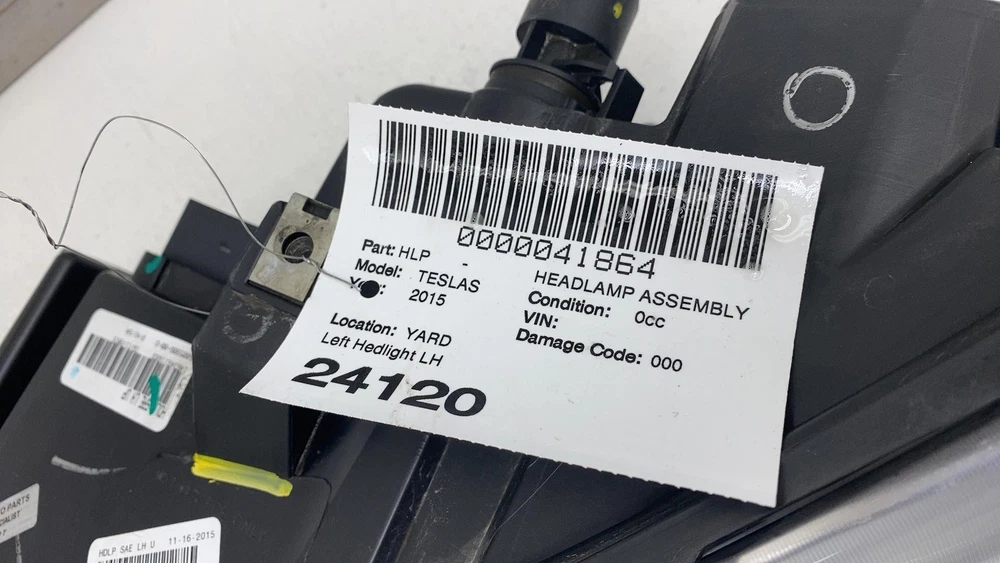 0000041864
Part: HLP -
HEADLAMP ASSEMBLY
Model: TESLAS
Condition: 0cc
2015
VIN:
Damage Code: 000
Location: YARD
Left Hedlight LH
24120
PARTS
HDLP SAE LH U 11-16-2015